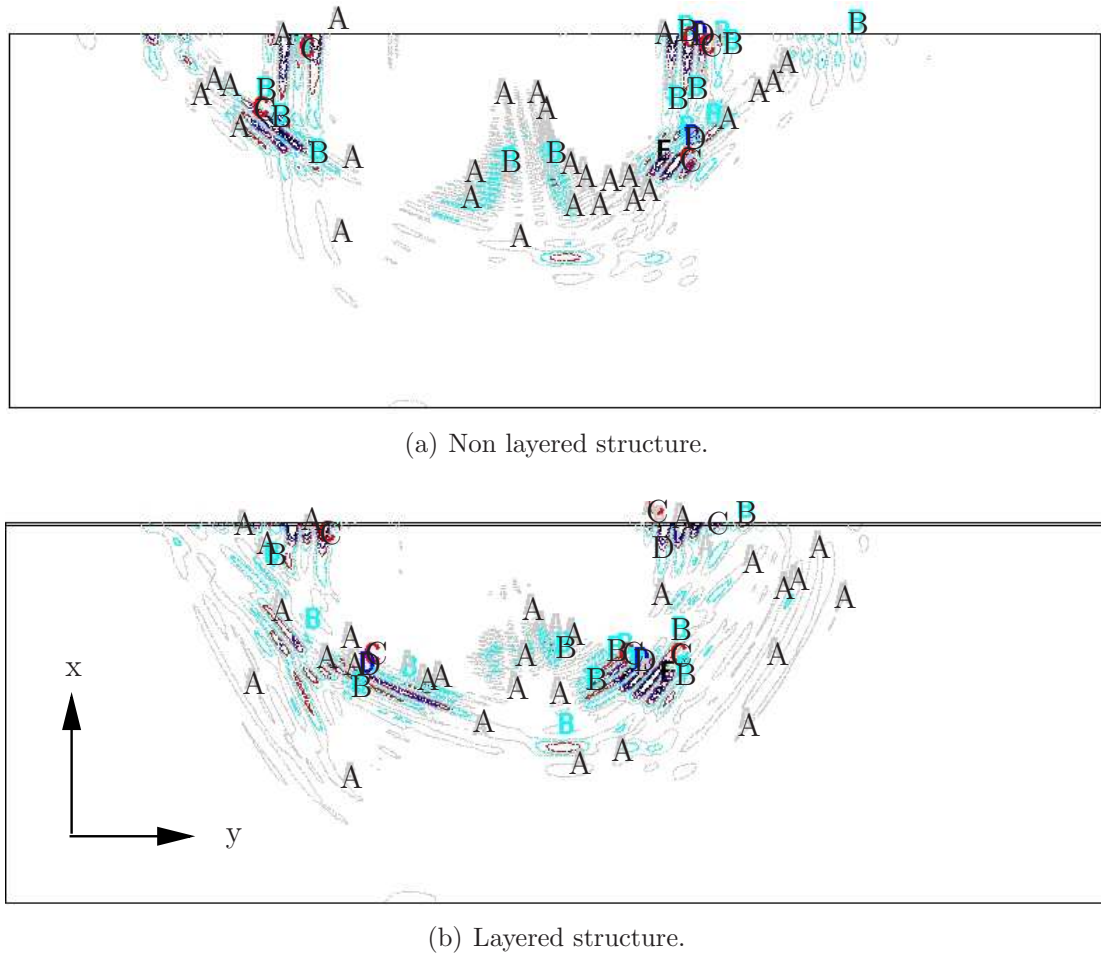 A
A A B D B B
C C C B
A A A B B B A A A
C B B B A A
A B D A
B A E C
B B A A
A A A A A A
A A A A
A A
(a) Non layered structure.
C A B
A A C C
A B D A A A
A B A A A
A B A A B
A A C A B B C D C A
A D B A A B E B
B A A A
A B A A
A A
x
A
y
(b) Layered structure.